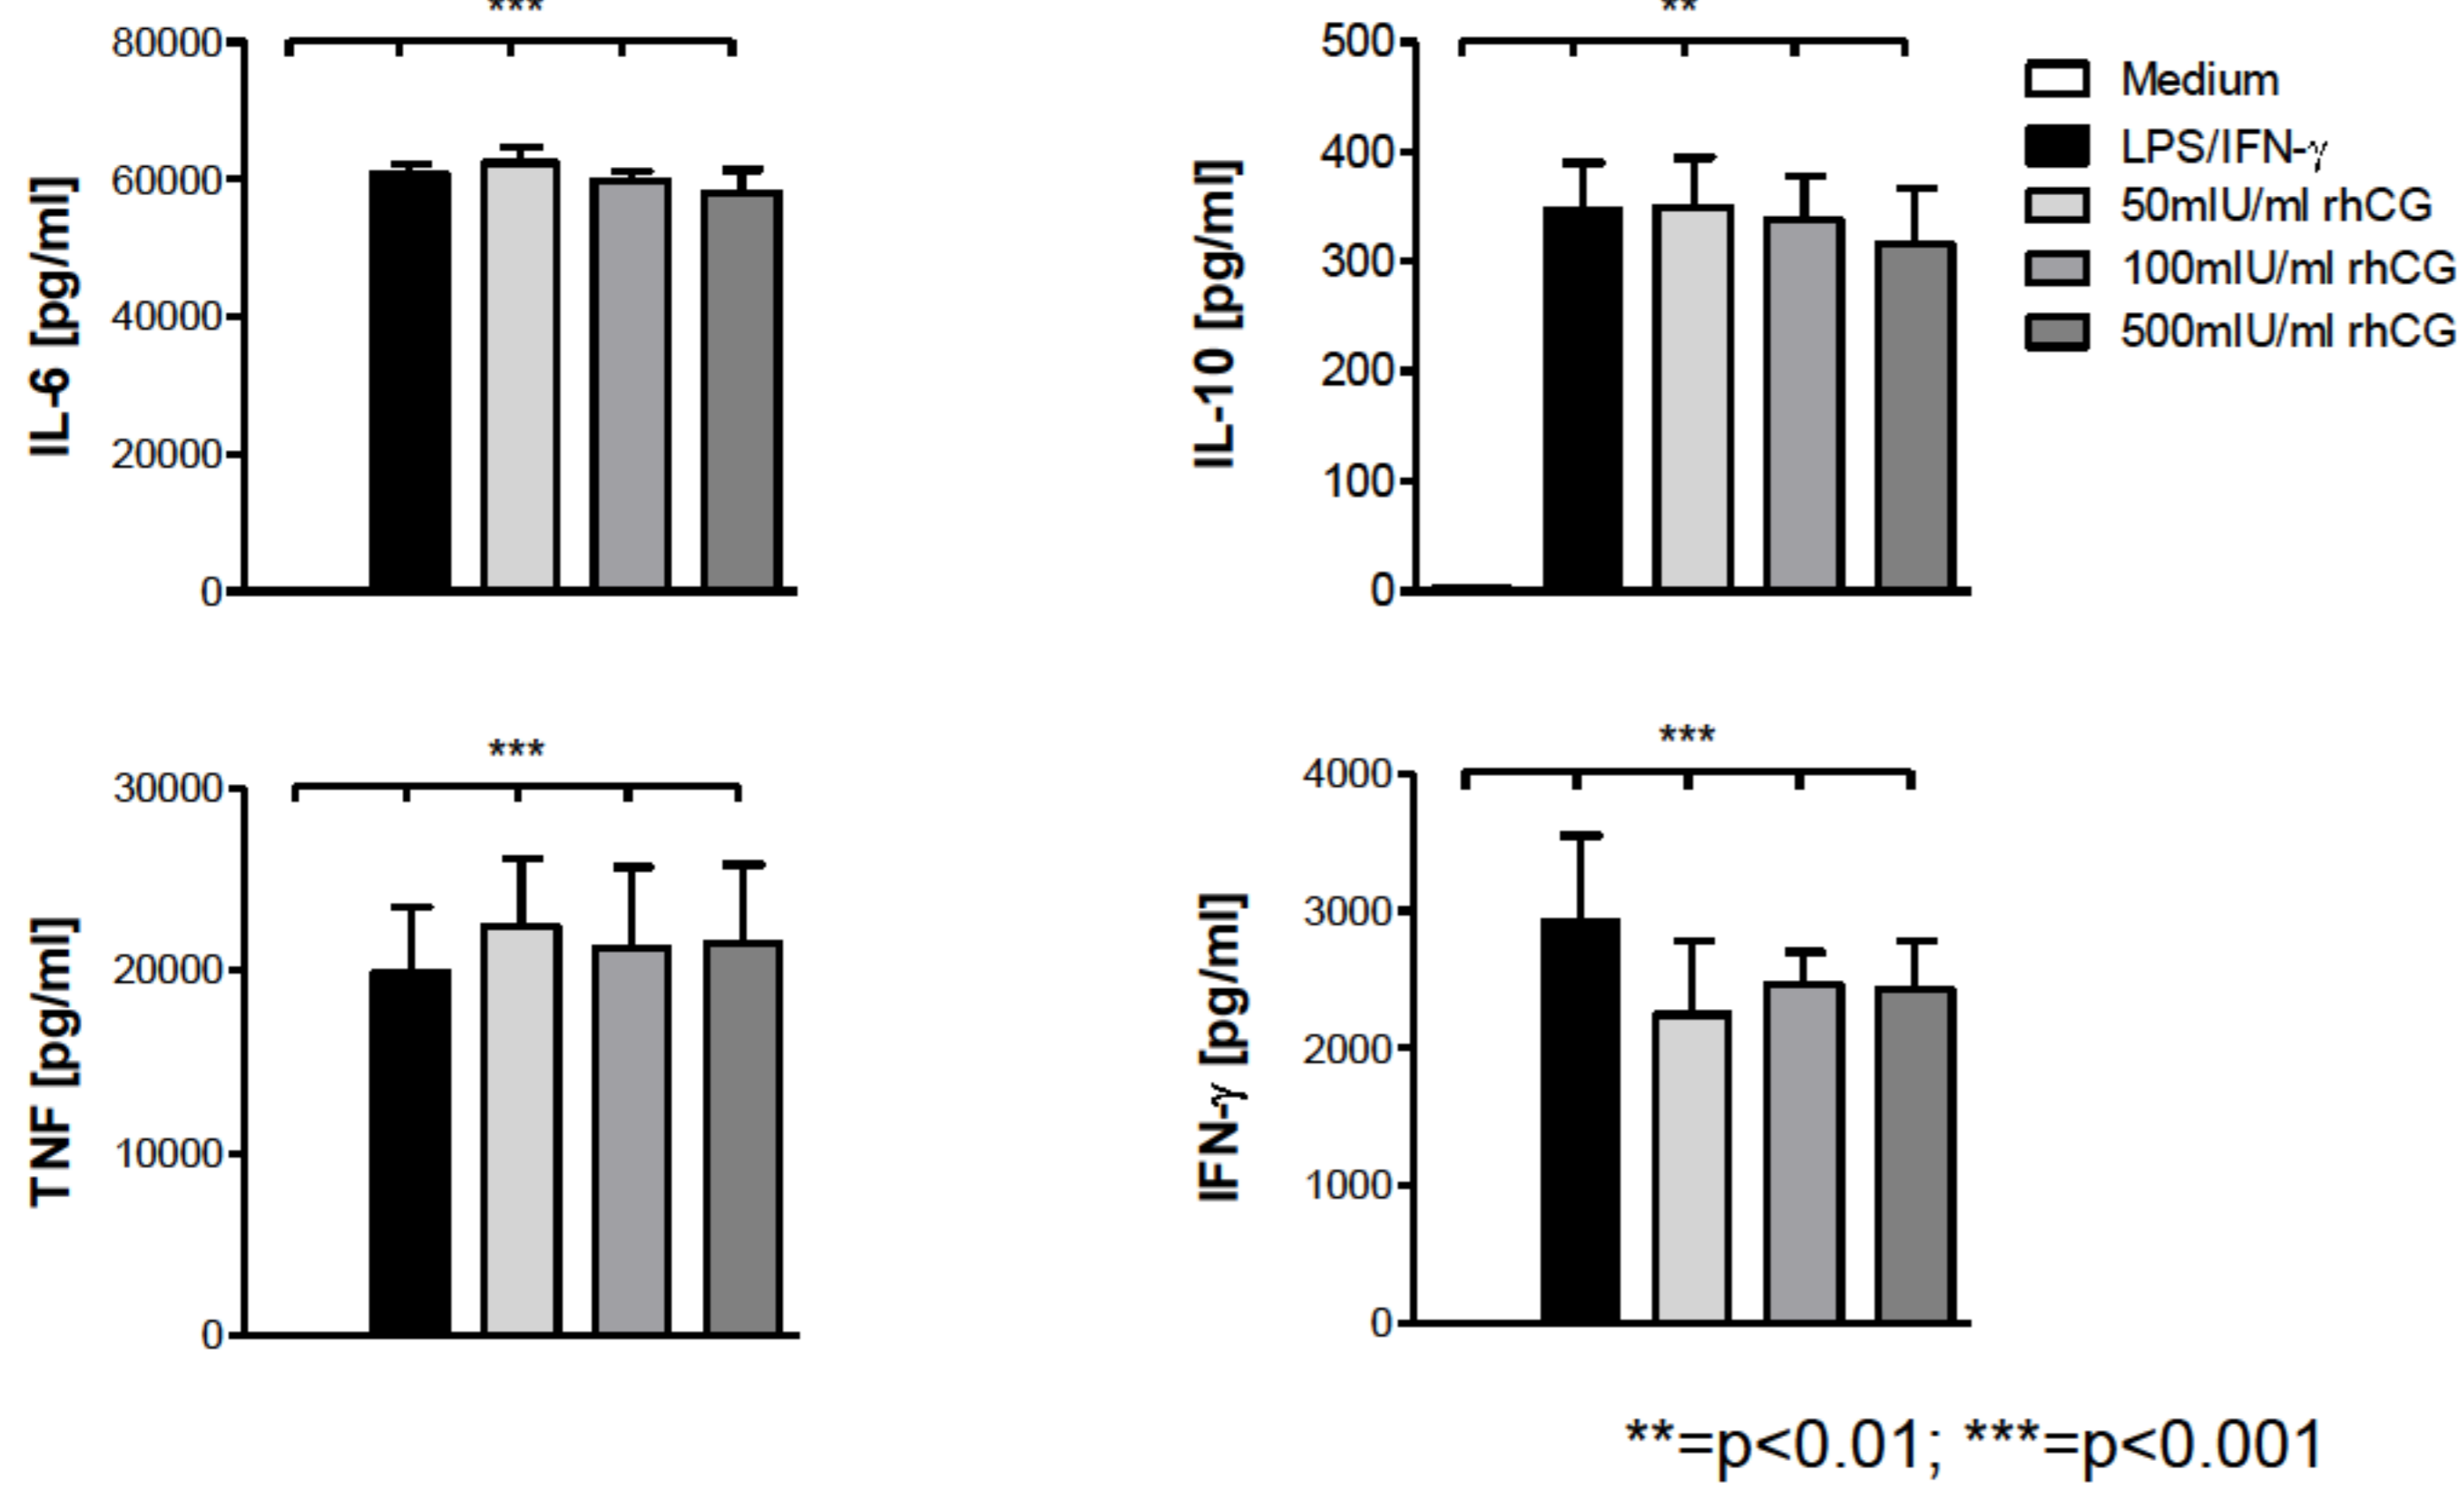 ***
80000
60000
40000
20000
0
IL-6 [pg/ml]
**
500
400
300
200
100
0
IL-10 [pg/ml]
Medium
LPS/IFN-γ
50mIU/ml rhCG
100mIU/ml rhCG
500mIU/ml rhCG
***
30000
20000
10000
0
TNF [pg/ml]
***
4000
3000
2000
1000
0
IFN-γ [pg/ml]
**=p<0.01; ***=p<0.001